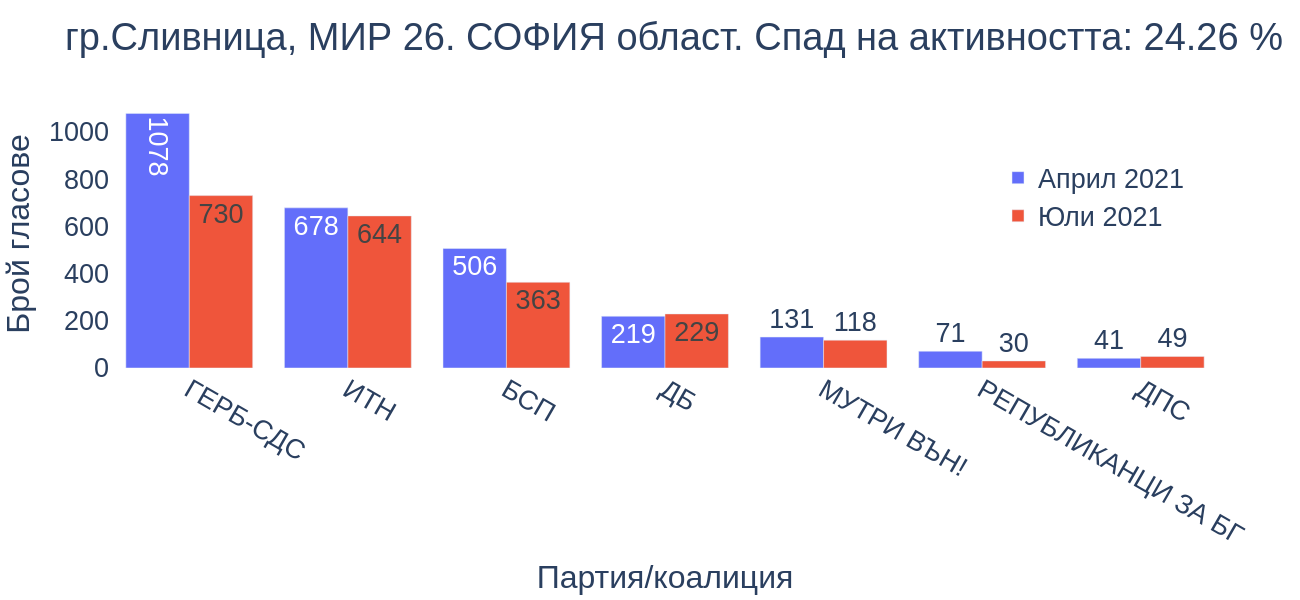 гр.Сливница, МИР 26. СОФИЯ област. Спад на активността: 24.26 %
Брой гласове
1000
800
600
400
200
0
1078
730
678
644
506
363
219
229
131
118
71
30
41
49
Април 2021
Юли 2021
ГЕРБ-СДС
ИТН
БСП
ДБ
МУТРИ ВЪН!
РЕПУБЛИКАНЦИ ЗА БГ
ДПС
Партия/коалиция